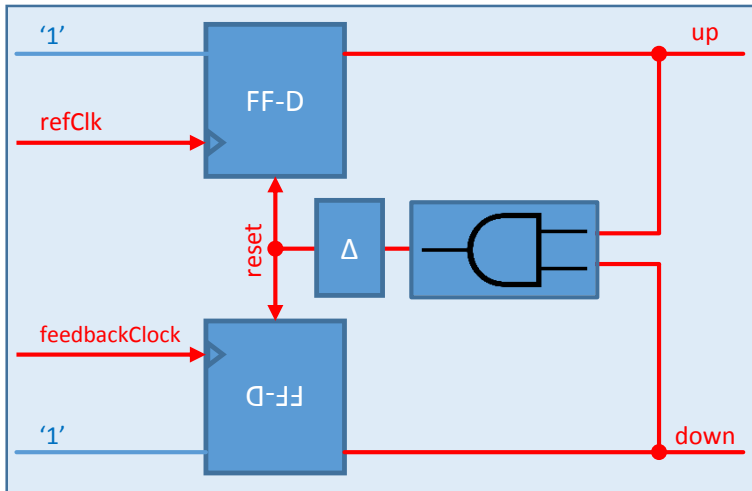 ‘1’
up
FF-D
refClk
reset
Δ
feedbackClock
FF-D
‘1’
down